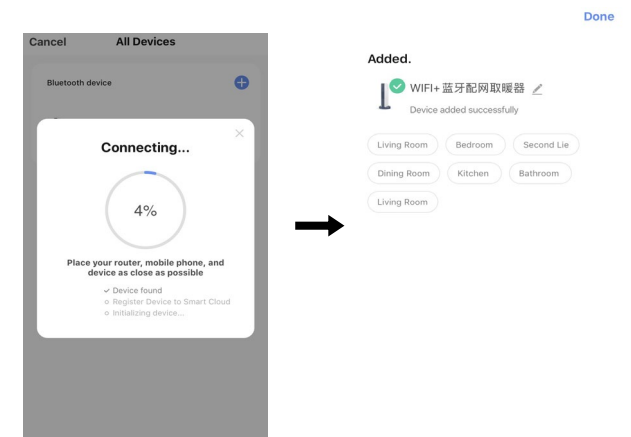 Cancel
All Devices
Bluetooth device
Connecting...
4%
Place your router, mobile phone, and
device as close as possible
Device found
Register Device to Smart Cloud
Initializing device...
Done
Added.
WIFI+蓝牙配网取暖器
Device added successfully
Living Room Bedroom Second Lie
Dining Room Kitchen Bathroom
Living Room